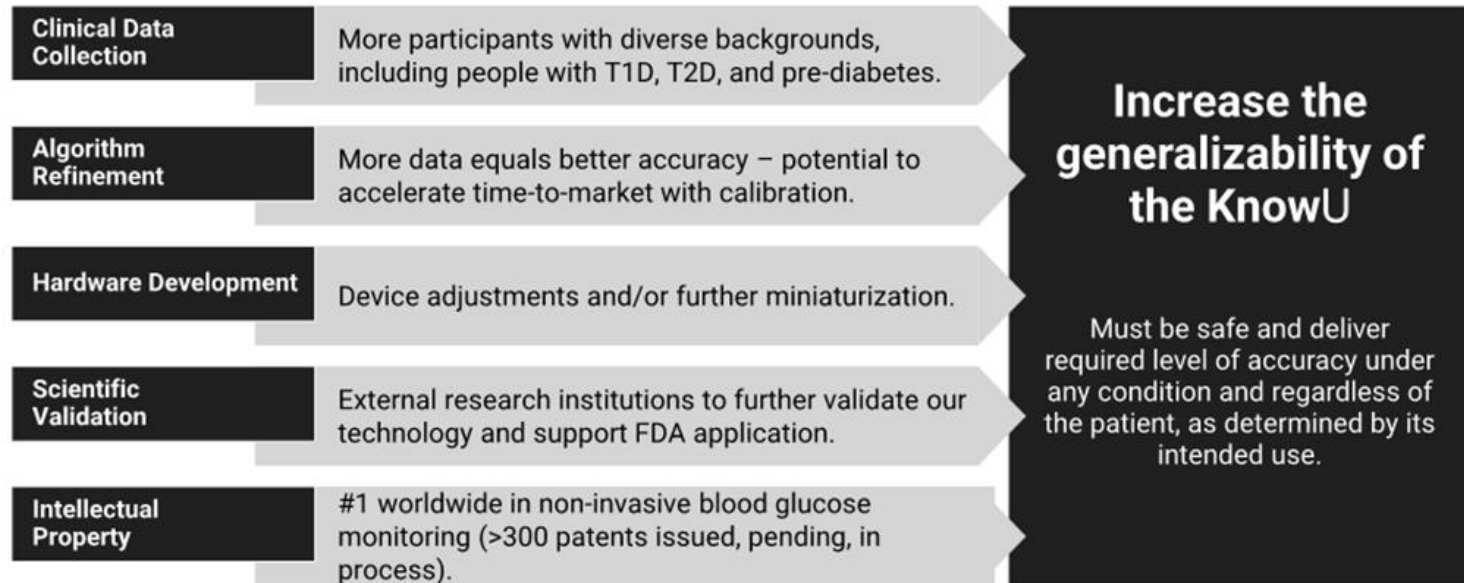 Clinical Data
Collection
More participants with diverse backgrounds,
including people with T1D, T2D, and pre-diabetes.
Algorithm
Refinement
More data equals better accuracy – potential to
accelerate time-to-market with calibration.
Hardware Development
Device adjustments and/or further miniaturization.
Scientific
Validation
External research institutions to further validate our
technology and support FDA application.
Intellectual
Property
#1 worldwide in non-invasive blood glucose
monitoring (>300 patents issued, pending, in
process).
Increase the
generalizability of
the KnowU
Must be safe and deliver
required level of accuracy under
any condition and regardless of
the patient, as determined by its
intended use.